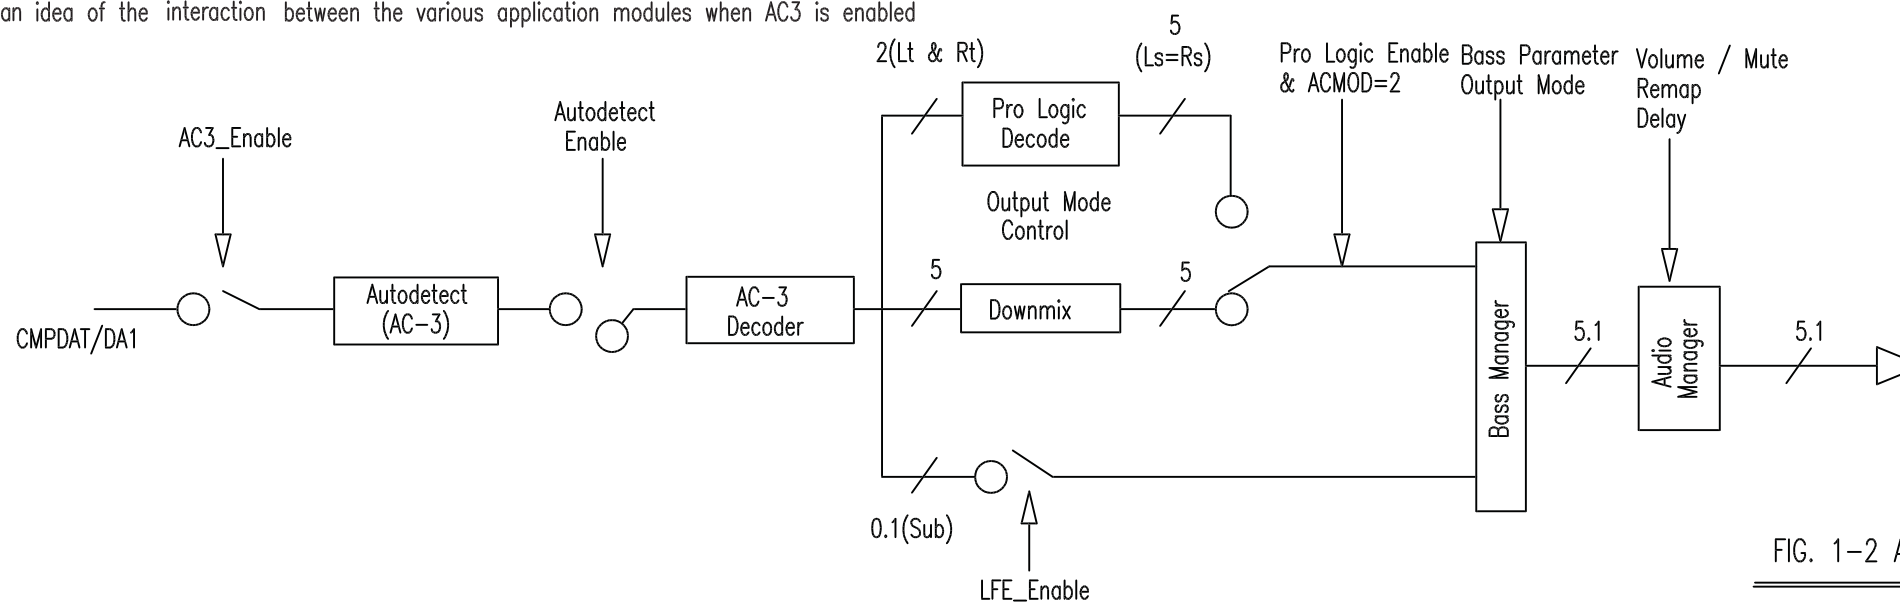 an idea of the interaction between the various application modules when AC3 is enabled
2(Lt & Rt)
5
(Ls=Rs)
Pro Logic Enable
& ACMOD=2
Bass Parameter
Output Mode
Volume / Mute
Remap
Delay
AC3_Enable
Autodetect
Enable
Pro Logic
Decode
Output Mode
Control
CMPDAT/DA1
Autodetect
(AC-3)
AC-3
Decoder
5
Downmix
5
Bass Manager
5.1
Audio
Manager
5.1
0.1(Sub)
LFE_Enable
FIG. 1-2 A